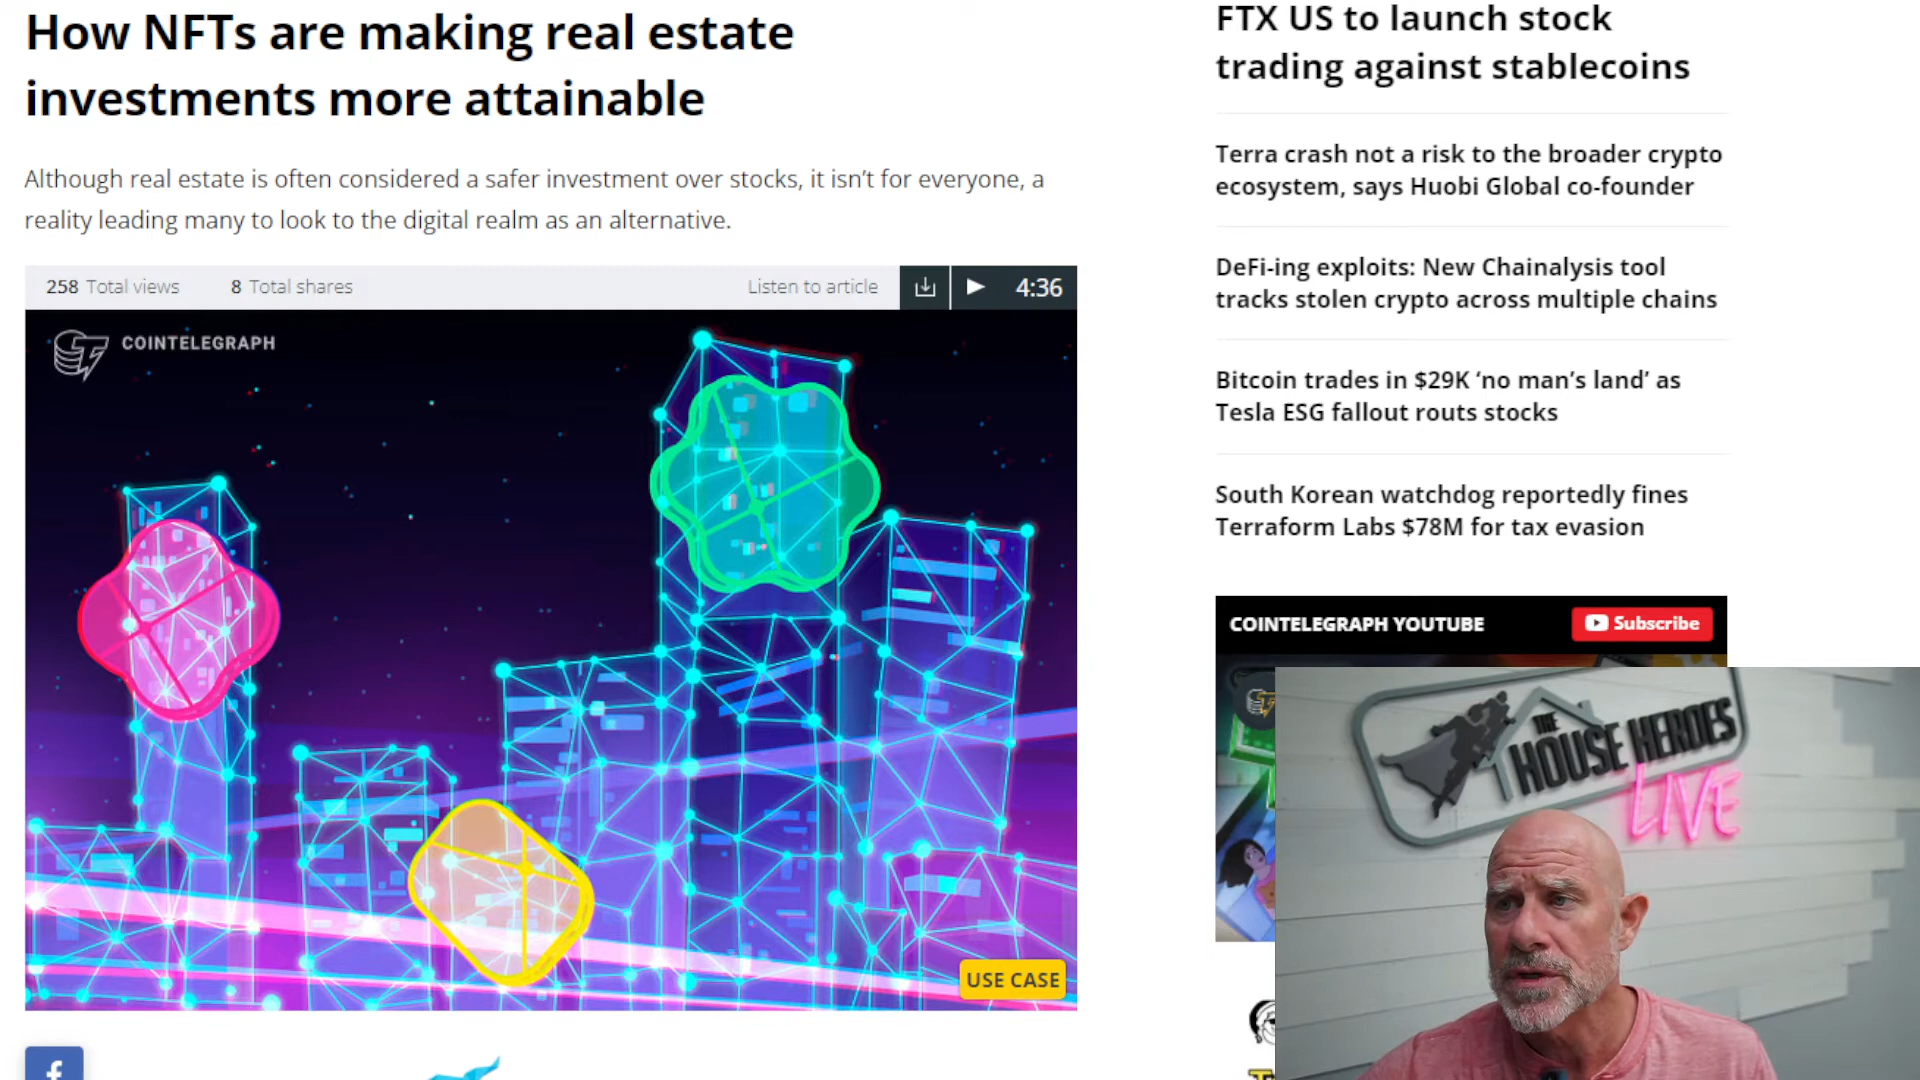 How NFTs are making real estate
investments more attainable
Although real estate is often considered a safer investment over stocks, it isn't for everyone, a
reality leading many to look to the digital realm as an alternative.
258 Total views 8 Total shares Listen to article 4:36
COINTELEGRAPH
USE CASE
FTX US to launch stock
trading against stablecoins
Terra crash not a risk to the broader crypto
ecosystem, says Huobi Global co-founder
DeFi-ing exploits: New Chainalysis tool
tracks stolen crypto across multiple chains
Bitcoin trades in $29K ‘no man’s land’ as
Tesla ESG fallout routs stocks
South Korean watchdog reportedly fines
Terraform Labs $78M for tax evasion
COINTELEGRAPH YOUTUBE Subscribe
THE
HOUSE HEROES
LIVE